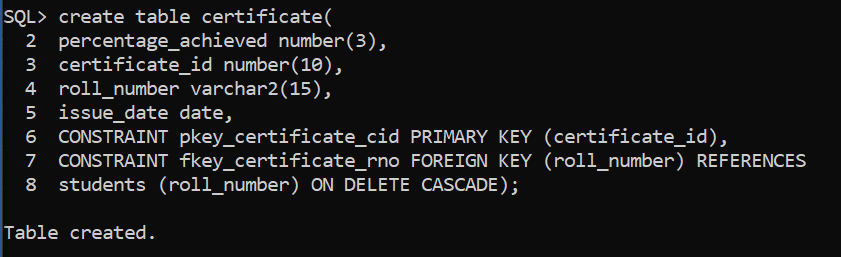 SQL> create table certificate(
  2  percentage_achieved number(3),
  3  certificate_id number(10),
  4  roll_number varchar2(15),
  5  issue_date date,
  6  CONSTRAINT pkey_certificate_cid PRIMARY KEY (certificate_id),
  7  CONSTRAINT fkey_certificate_rno FOREIGN KEY (roll_number) REFERENCES
  8  students (roll_number) ON DELETE CASCADE);
Table created.